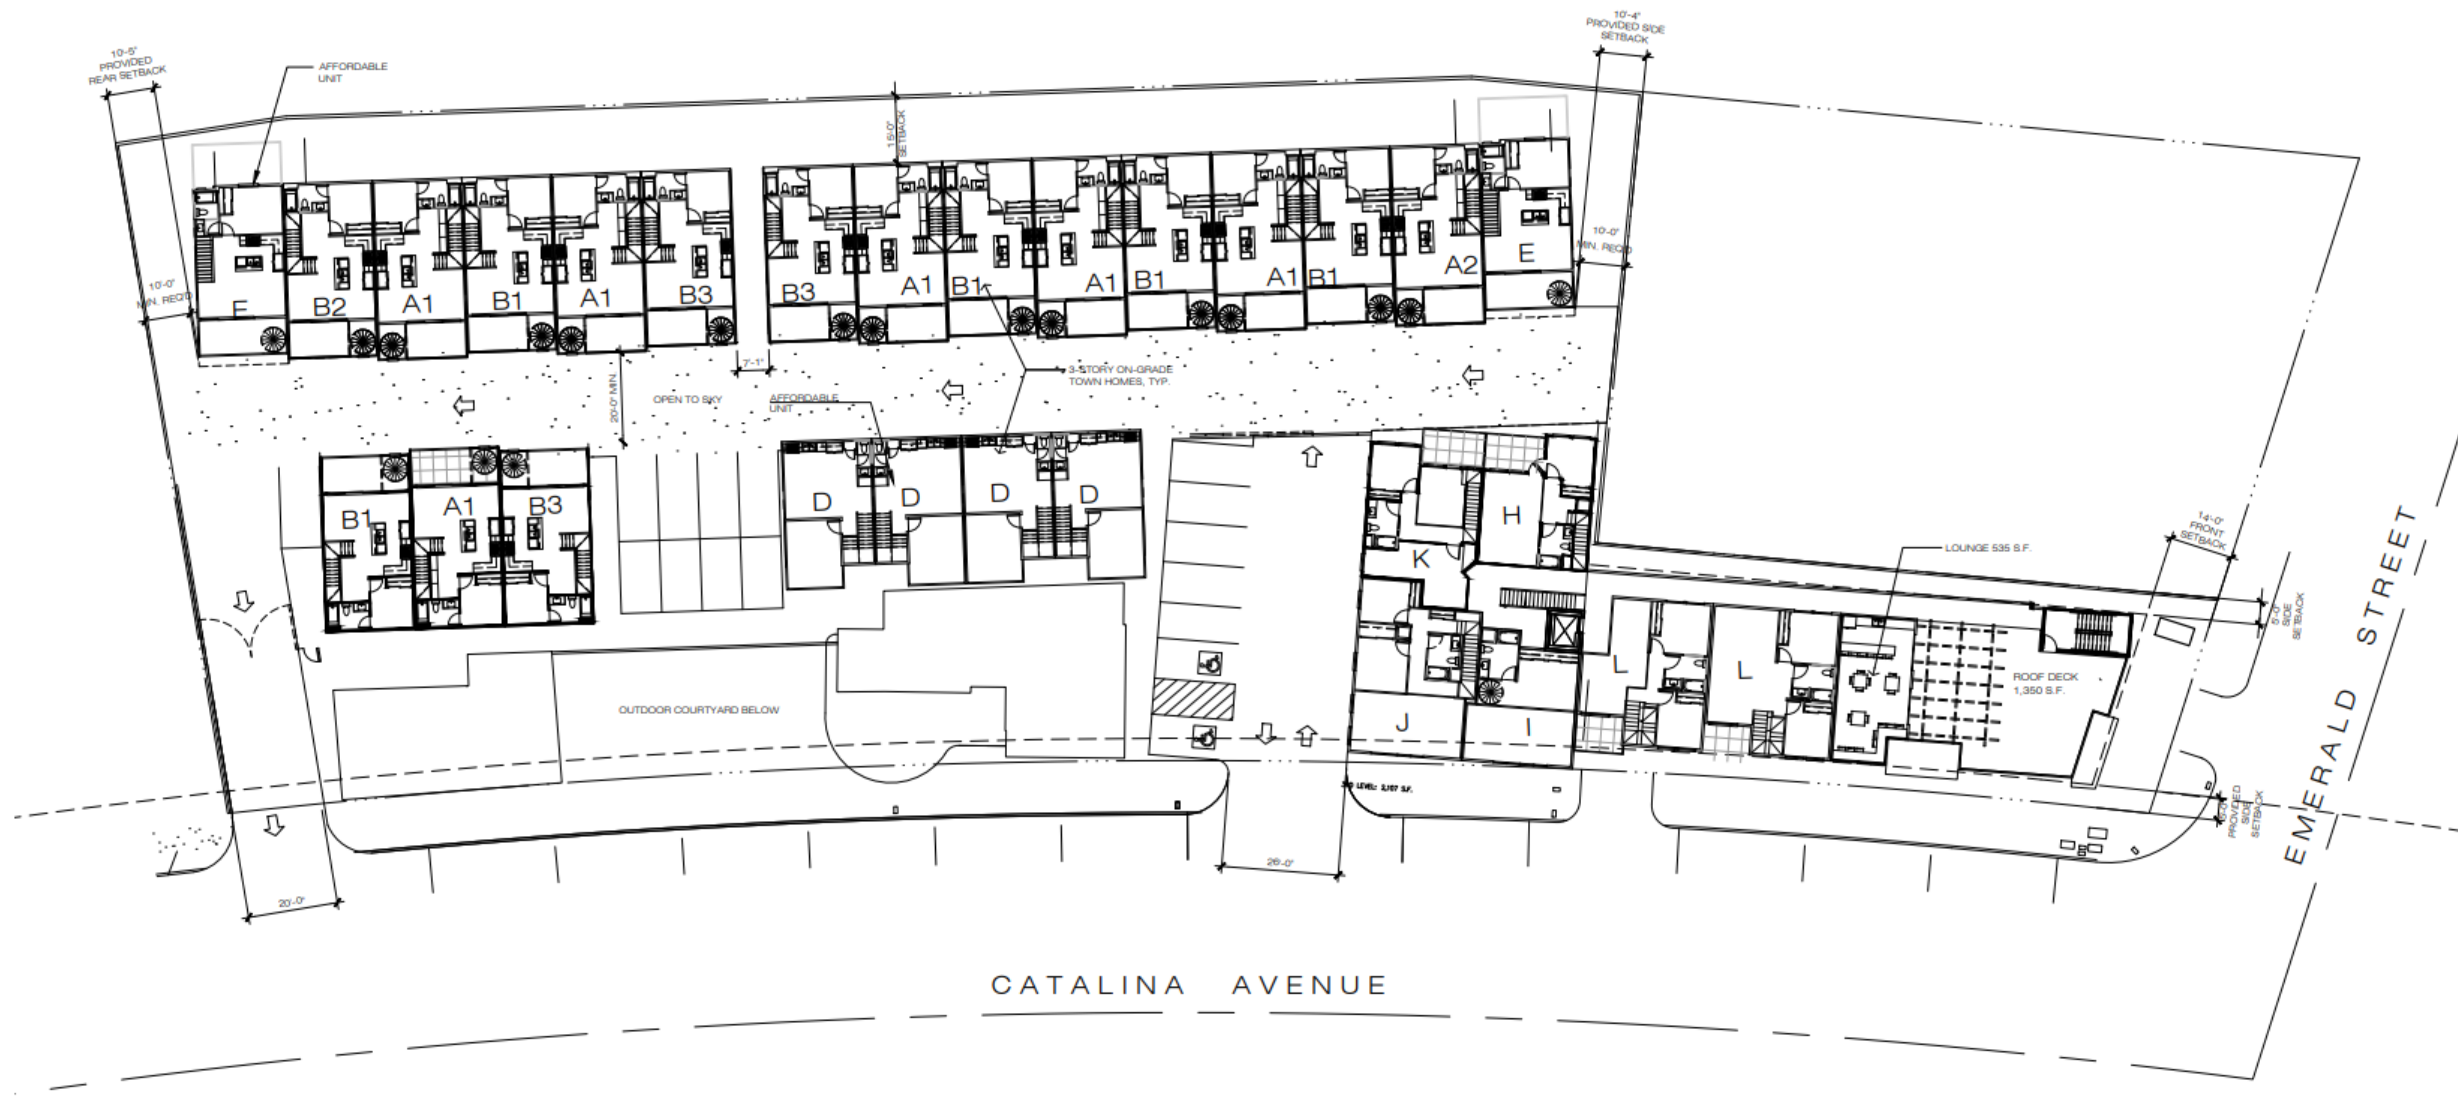 10'-5"
PROVIDED
REAR SETBACK
AFFORDABLE
UNIT
10'-4"
PROVIDED SIDE
SETBACK
15'-0"
SETBACK
10'-0"
MIN. REQ'D
10'-0"
MIN. REQ'D
E
B2
A1
B1
A1
B3
B3
A1
B1
A1
B1
A1
B1
A2
E
7'-1"
20'-0" MIN.
OPEN TO SKY
AFFORDABLE
UNIT
3-STORY ON-GRADE
TOWN HOMES, TYP.
B1
A1
B3
D
D
D
D
H
K
J
I
L
L
LOUNGE 535 S.F.
14'-0"
FRONT
SETBACK
5'-0"
SIDE
SETBACK
ROOF DECK
1,350 S.F.
OUTDOOR COURTYARD BELOW
LEVEL: 2,107 S.F.
PROVIDED
SIDE
SETBACK
20'-0"
26'-0"
CATALINA AVENUE
EMERALD STREET